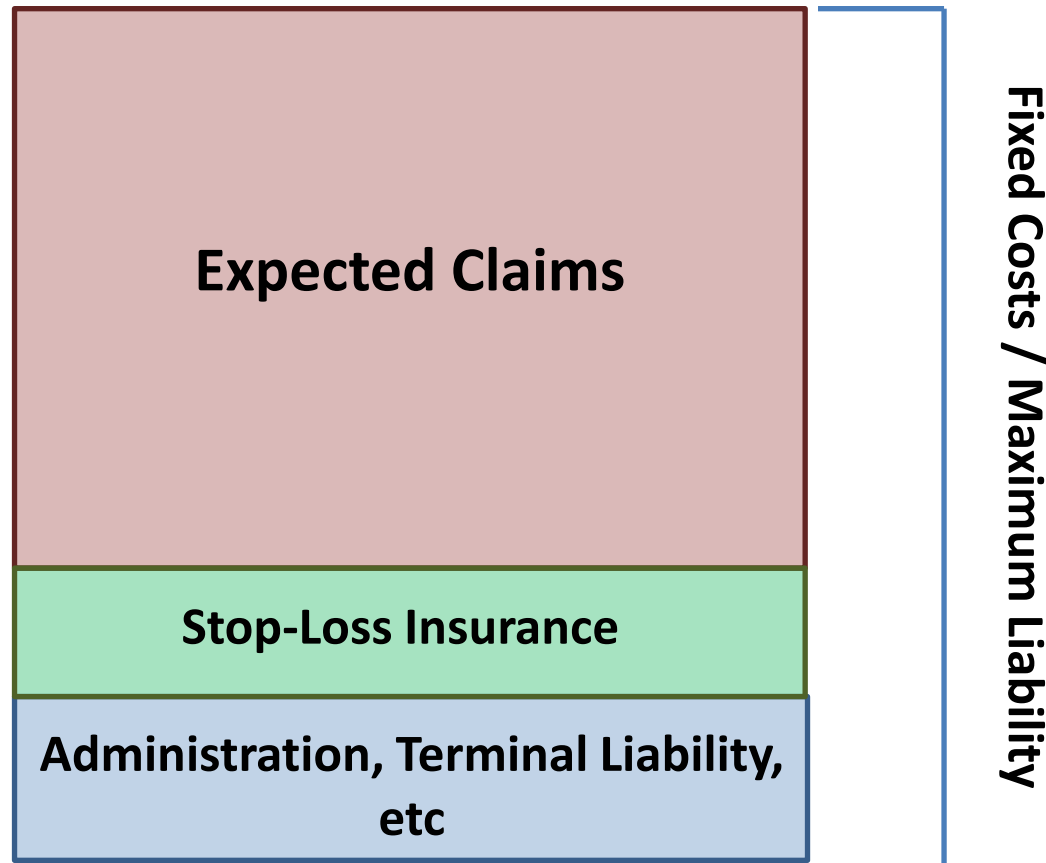 Expected Claims
Stop-Loss Insurance
Administration, Terminal Liability,
etc
Fixed Costs / Maximum Liability